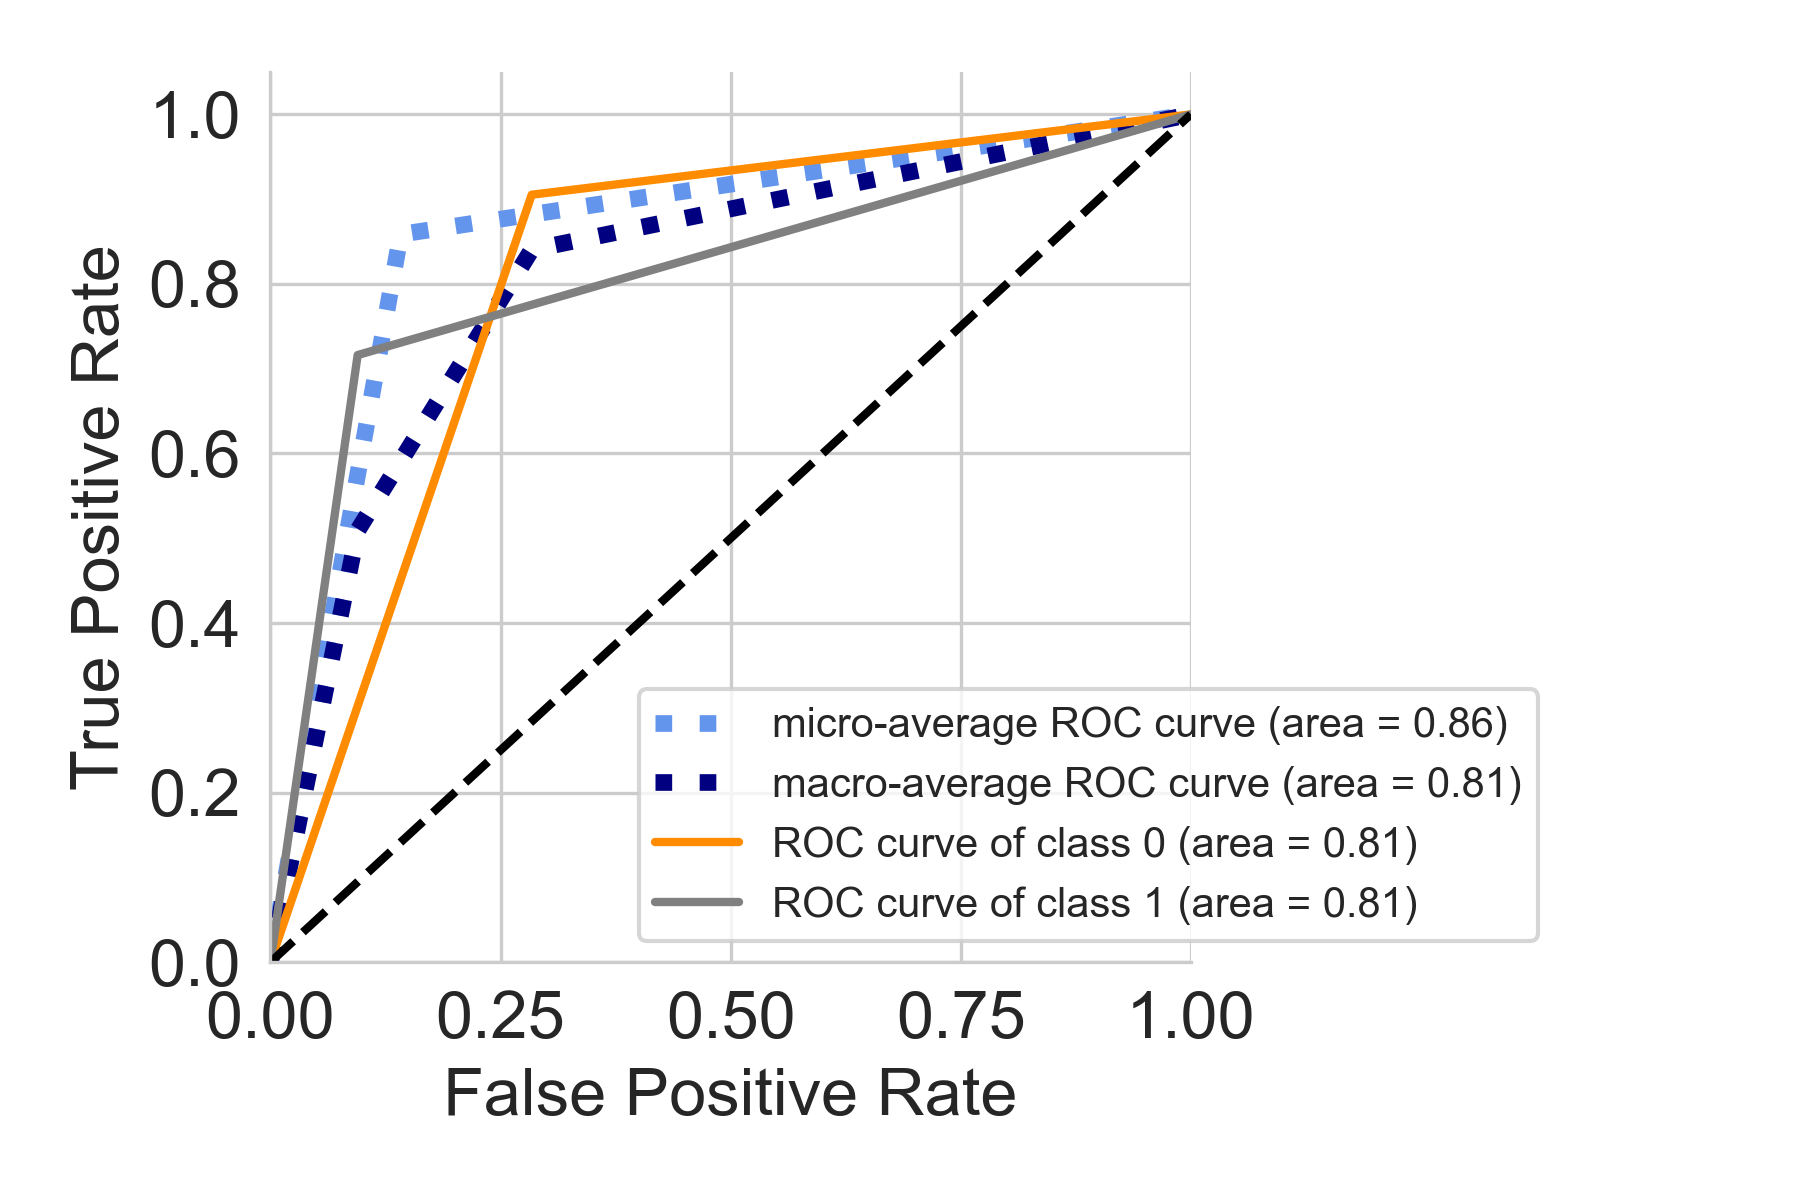 1.0
0.8
0.6
0.4
0.2
0.0
True Positive Rate
micro-average ROC curve (area = 0.86)
macro-average ROC curve (area = 0.81)
ROC curve of class 0 (area = 0.81)
ROC curve of class 1 (area = 0.81)
0.00 0.25 0.50 0.75 1.00
False Positive Rate